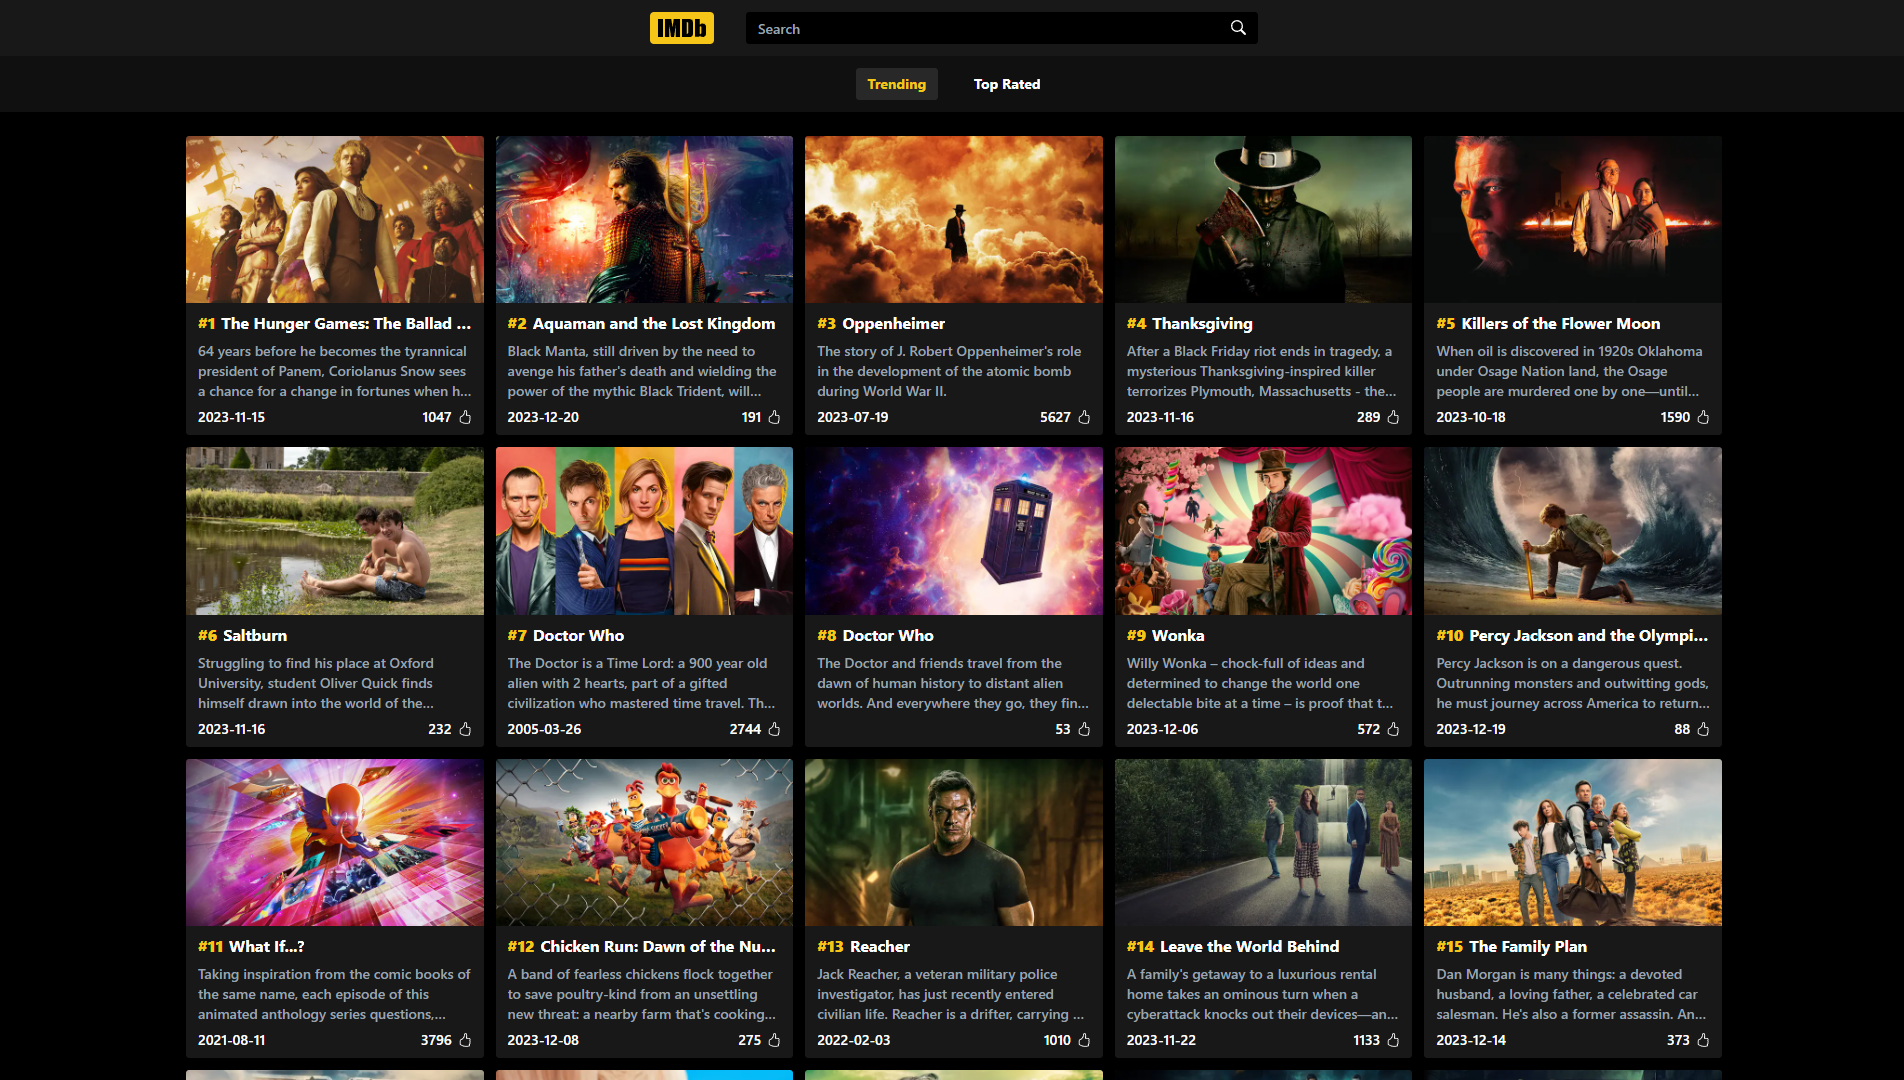 IMDb
Search
Trending
Top Rated
#1 The Hunger Games: The Ballad ...
64 years before he becomes the tyrannical
president of Panem, Coriolanus Snow sees
a chance for a change in fortunes when h...
2023-11-15
1047
#2 Aquaman and the Lost Kingdom
Black Manta, still driven by the need to
avenge his father's death and wielding the
power of the mythic Black Trident, will...
2023-12-20
191
#3 Oppenheimer
The story of J. Robert Oppenheimer's role
in the development of the atomic bomb
during World War II.
2023-07-19
5627
#4 Thanksgiving
After a Black Friday riot ends in tragedy, a
mysterious Thanksgiving-inspired killer
terrorizes Plymouth, Massachusetts - the...
2023-11-16
289
#5 Killers of the Flower Moon
When oil is discovered in 1920s Oklahoma
under Osage Nation land, the Osage
people are murdered one by one—until...
2023-10-18
1590
#6 Saltburn
Struggling to find his place at Oxford
University, student Oliver Quick finds
himself drawn into the world of the...
2023-11-16
232
#7 Doctor Who
The Doctor is a Time Lord: a 900 year old
alien with 2 hearts, part of a gifted
civilization who mastered time travel. Th...
2005-03-26
2744
#8 Doctor Who
The Doctor and friends travel from the
dawn of human history to distant alien
worlds. And everywhere they go, they fin...
53
#9 Wonka
Willy Wonka – chock-full of ideas and
determined to change the world one
delectable bite at a time – is proof that t...
2023-12-06
572
#10 Percy Jackson and the Olympi...
Percy Jackson is on a dangerous quest.
Outrunning monsters and outwitting gods,
he must journey across America to return...
2023-12-19
88
#11 What If...?
Taking inspiration from the comic books of
the same name, each episode of this
animated anthology series questions,...
2021-08-11
3796
#12 Chicken Run: Dawn of the Nu...
A band of fearless chickens flock together
to save poultry-kind from an unsettling
new threat: a nearby farm that's cooking...
2023-12-08
275
#13 Reacher
Jack Reacher, a veteran military police
investigator, has just recently entered
civilian life. Reacher is a drifter, carrying ...
2022-02-03
1010
#14 Leave the World Behind
A family's getaway to a luxurious rental
home takes an ominous turn when a
cyberattack knocks out their devices—an...
2023-11-22
1133
#15 The Family Plan
Dan Morgan is many things: a devoted
husband, a loving father, a celebrated car
salesman. He's also a former assassin. An...
2023-12-14
373